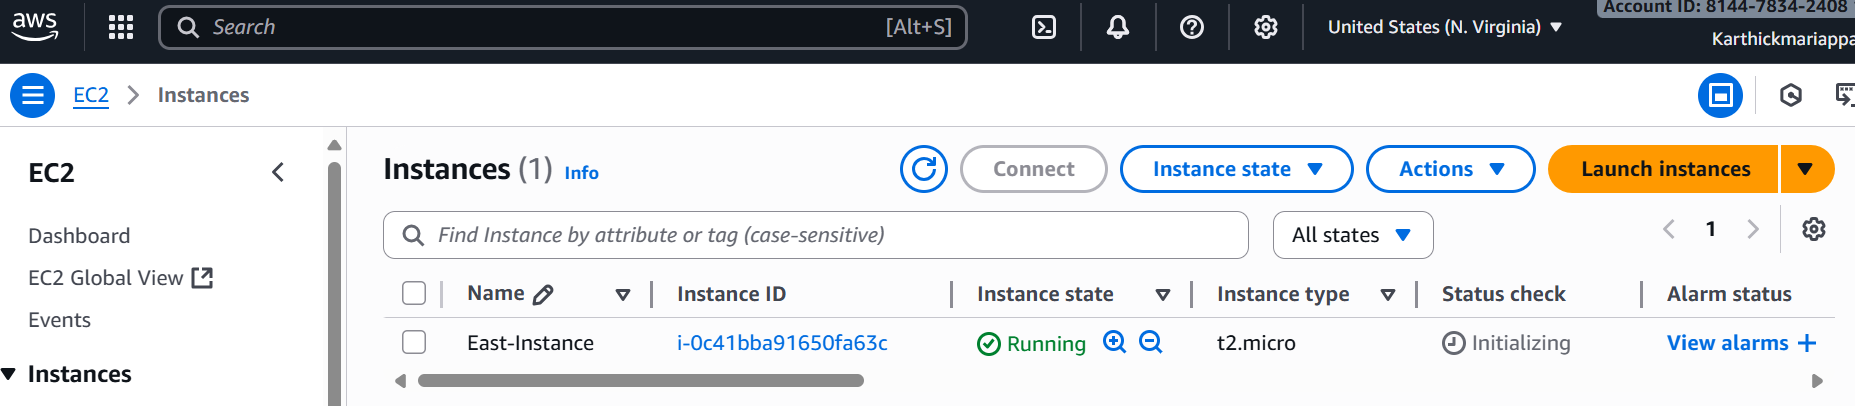 aws
Search [Alt+S]
United States (N. Virginia)
Account ID: 8144-7834-2408
Karthickmariappa
EC2 Instances
EC2
Dashboard
EC2 Global View
Events
Instances
Instances (1) Info
Connect
Instance state
Actions
Launch instances
Find Instance by attribute or tag (case-sensitive)
All states
1
Name Instance ID Instance state Instance type Status check Alarm status
East-Instance i-0c41bba91650fa63c Running t2.micro Initializing View alarms +